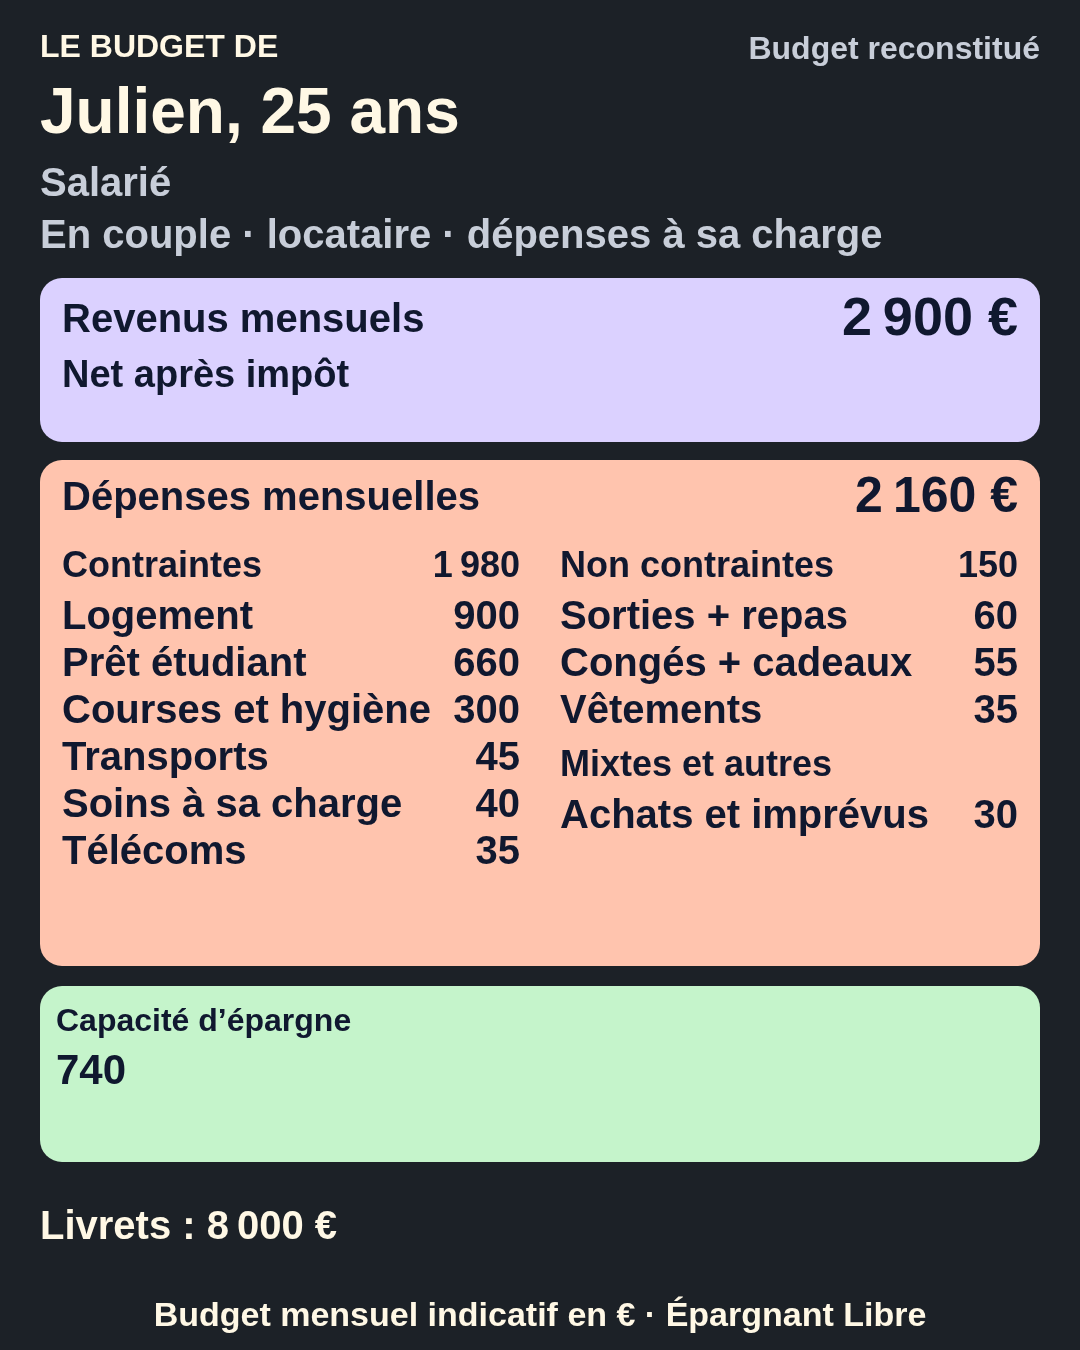 LE BUDGET DE
Budget reconstitué
Julien, 25 ans
Salarié
En couple · locataire · dépenses à sa charge
Revenus mensuels 2 900 €
Net après impôt
Dépenses mensuelles 2 160 €
Contraintes 1 980
Logement 900
Prêt étudiant 660
Courses et hygiène 300
Transports 45
Soins à sa charge 40
Télécoms 35
Non contraintes 150
Sorties + repas 60
Congés + cadeaux 55
Vêtements 35
Mixtes et autres
Achats et imprévus 30
Capacité d’épargne
740
Livrets : 8 000 €
Budget mensuel indicatif en € · Épargnant Libre